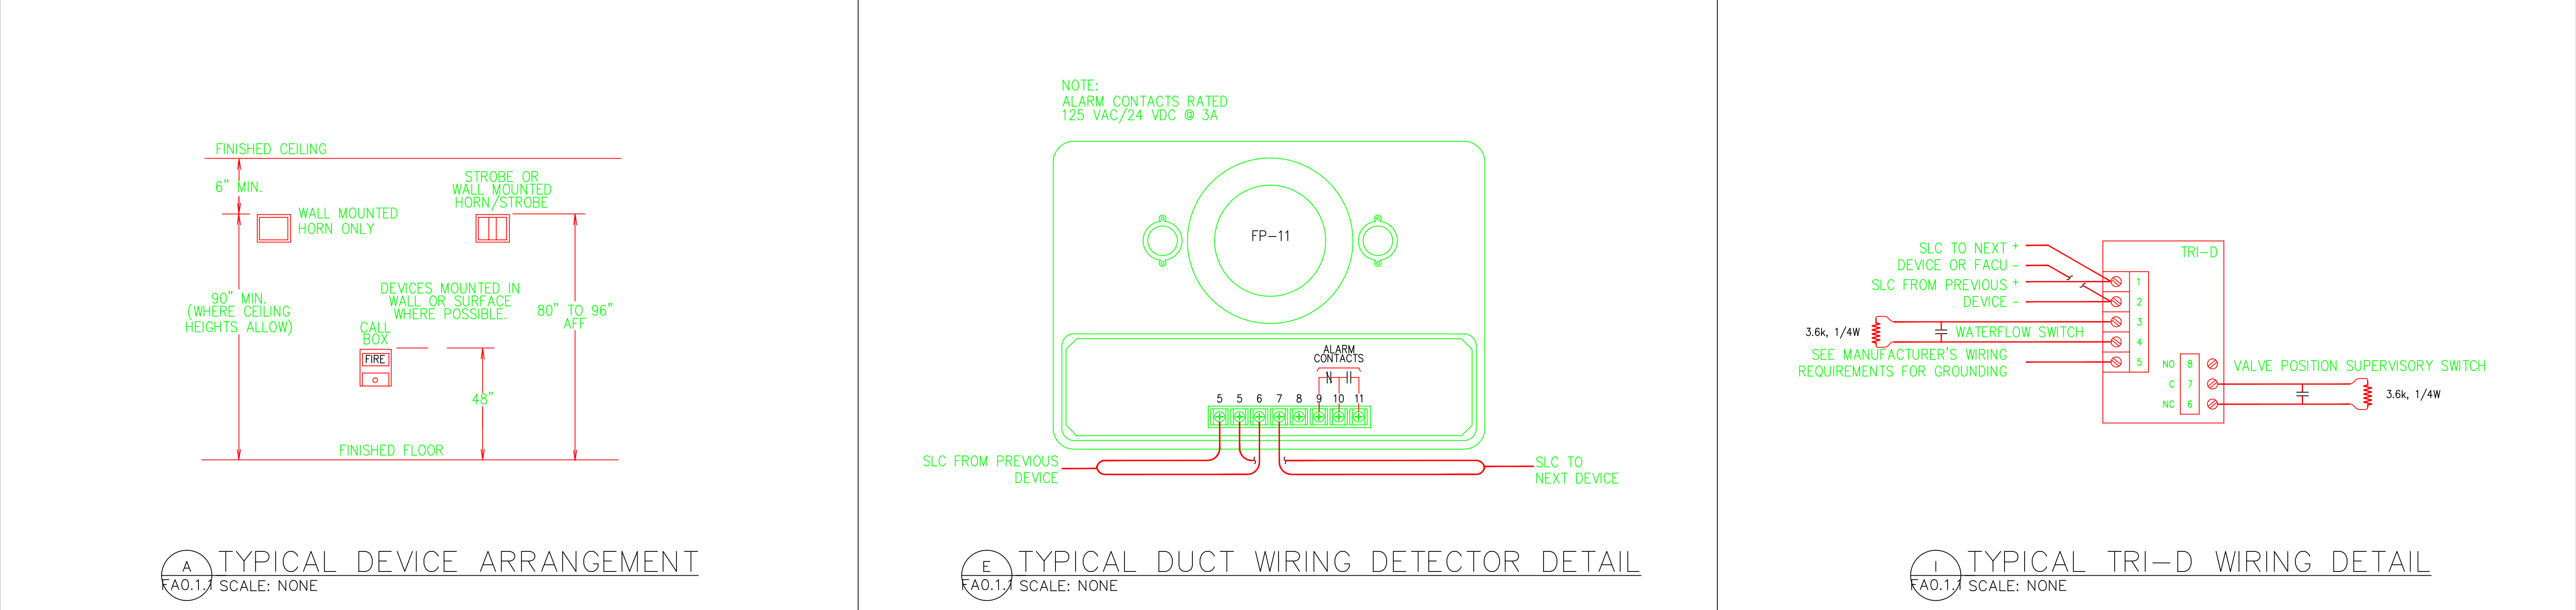 FINISHED CEILING
6" MIN.
WALL MOUNTED
HORN ONLY
STROBE OR
WALL MOUNTED
HORN/STROBE
90" MIN.
(WHERE CEILING
HEIGHTS ALLOW)
DEVICES MOUNTED IN
WALL OR SURFACE
WHERE POSSIBLE.
80" TO 96"
AFF
CALL
BOX
FIRE
48"
FINISHED FLOOR
A
FA0.1.1
TYPICAL DEVICE ARRANGEMENT
SCALE: NONE
NOTE:
ALARM CONTACTS RATED
125 VAC/24 VDC @ 3A
FP-11
ALARM
CONTACTS
5 5 6 7 8 9 10 11
SLC FROM PREVIOUS
DEVICE
SLC TO
NEXT DEVICE
E
FA0.1.1
TYPICAL DUCT WIRING DETECTOR DETAIL
SCALE: NONE
TRI-D
SLC TO NEXT +
DEVICE OR FACU -
SLC FROM PREVIOUS +
DEVICE -
1
2
3
4
5
3.6k, 1/4W
WATERFLOW SWITCH
SEE MANUFACTURER'S WIRING
REQUIREMENTS FOR GROUNDING
NO 8
C 7
NC 6
VALVE POSITION SUPERVISORY SWITCH
3.6k, 1/4W
I
FA0.1.1
TYPICAL TRI-D WIRING DETAIL
SCALE: NONE